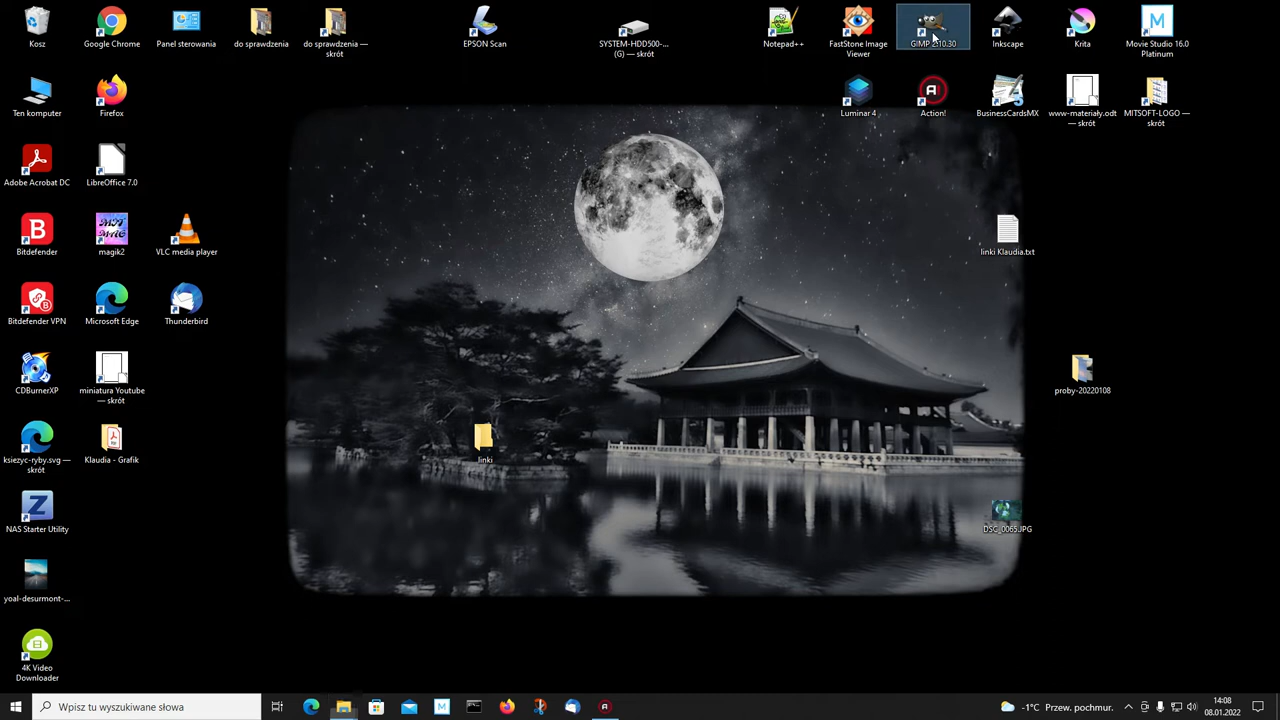 Kosz
Google Chrome
Panel sterowania
do sprawdzenia
do sprawdzenia —
skrót
EPSON Scan
SYSTEM-HDD500-...
(G) — skrót
Notepad++
FastStone Image
Viewer
GIMP 2.10.30
Inkscape
Krita
Movie Studio 16.0
Platinum
Ten komputer
Firefox
Luminar 4
Action!
BusinessCardsMX
www-materiały.odt
— skrót
MITSOFT-LOGO —
skrót
Adobe Acrobat DC
LibreOffice 7.0
Bitdefender
magik2
VLC media player
linki Klaudia.txt
Bitdefender VPN
Microsoft Edge
Thunderbird
CDBurnerXP
miniatura Youtube
— skrót
proby-20220108
ksiezyc-ryby.svg —
skrót
Klaudia - Grafik
linki
NAS Starter Utility
DSC_0065.JPG
yoal-desurmont-...
4K Video
Downloader
Wpisz tu wyszukiwane słowa
-1°C Przew. pochmur.
14:08
08.01.2022